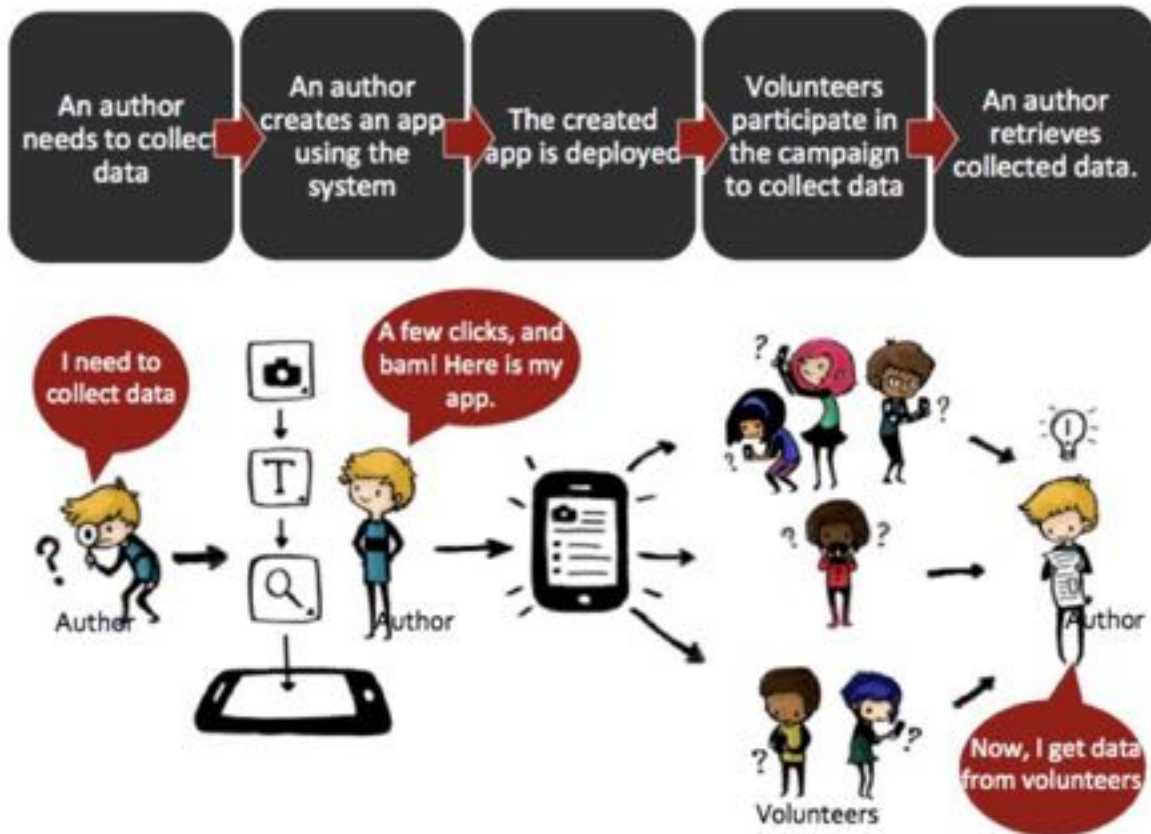 An author
needs to collect
data
An author
creates an app
using the
system
The created
app is deployed
Volunteers
participate in
the campaign
to collect data
An author
retrieves
collected data.
I need to
collect data
A few clicks, and
bam! Here is my
app.
?
T
? ?
?
? ?
? ?
Author
Author
Author
Volunteers
Now, I get data
from volunteers